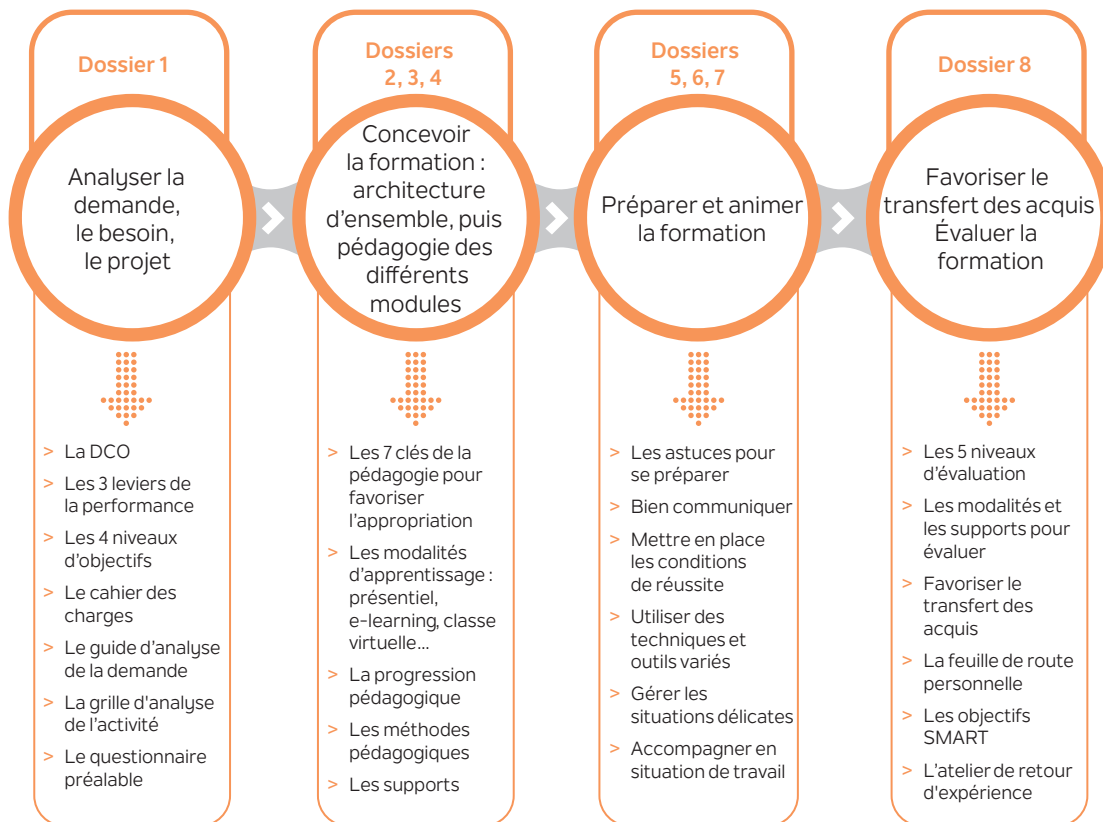 Dossier 1
Analyser la
demande,
le besoin,
le projet
> La DCO
> Les 3 leviers de
la performance
> Les 4 niveaux
d'objectifs
> Le cahier des
charges
> Le guide d'analyse
de la demande
> La grille d'analyse
de l'activité
> Le questionnaire
préalable
Dossiers
2, 3, 4
Concevoir
la formation :
architecture
d'ensemble, puis
pédagogie des
différents
modules
> Les 7 clés de la
pédagogie pour
favoriser
l'appropriation
> Les modalités
d'apprentissage :
présentiel,
e-learning, classe
virtuelle...
> La progression
pédagogique
> Les méthodes
pédagogiques
> Les supports
Dossiers
5, 6, 7
Préparer et animer
la formation
> Les astuces pour
se préparer
> Bien communiquer
> Mettre en place
les conditions
de réussite
> Utiliser des
techniques et
outils variés
> Gérer les
situations délicates
> Accompagner en
situation de travail
Dossier 8
Favoriser le
transfert des acquis
Évaluer la
formation
> Les 5 niveaux
d'évaluation
> Les modalités et
les supports pour
évaluer
> Favoriser le
transfert des
acquis
> La feuille de route
personnelle
> Les objectifs
SMART
> L'atelier de retour
d'expérience